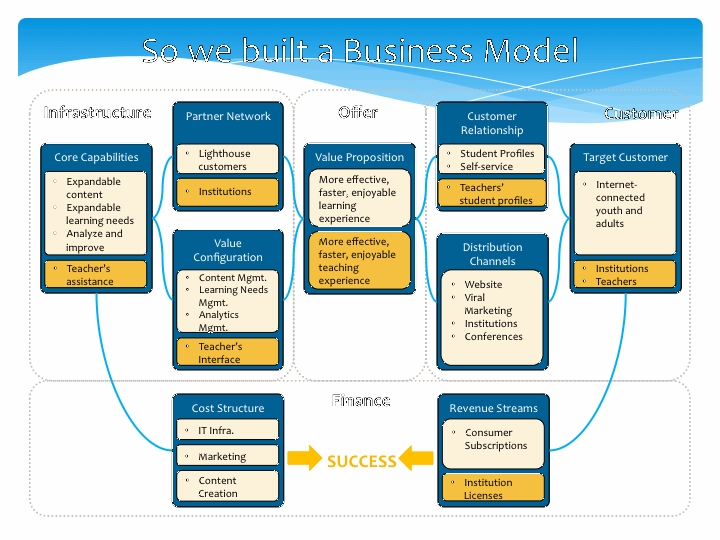 So we built a Business Model
Infrastructure
Offer
Customer
Core Capabilities
◦ Expandable
content
◦ Expandable
learning needs
◦ Analyze and
improve
◦ Teacher's
assistance
Partner Network
◦ Lighthouse
customers
◦ Institutions
Value
Configuration
◦ Content Mgmt.
◦ Learning Needs
Mgmt.
◦ Analytics
Mgmt.
◦ Teacher's
Interface
Value Proposition
More effective,
faster, enjoyable
learning
experience
More effective,
faster, enjoyable
teaching
experience
Customer
Relationship
◦ Student Profiles
◦ Self-service
◦ Teachers'
student profiles
Distribution
Channels
◦ Website
◦ Viral
Marketing
◦ Institutions
◦ Conferences
Target Customer
◦ Internet-
connected
youth and
adults
◦ Institutions
◦ Teachers
Finance
Cost Structure
◦ IT Infra.
◦ Marketing
◦ Content
Creation
SUCCESS
Revenue Streams
◦ Consumer
Subscriptions
◦ Institution
Licenses